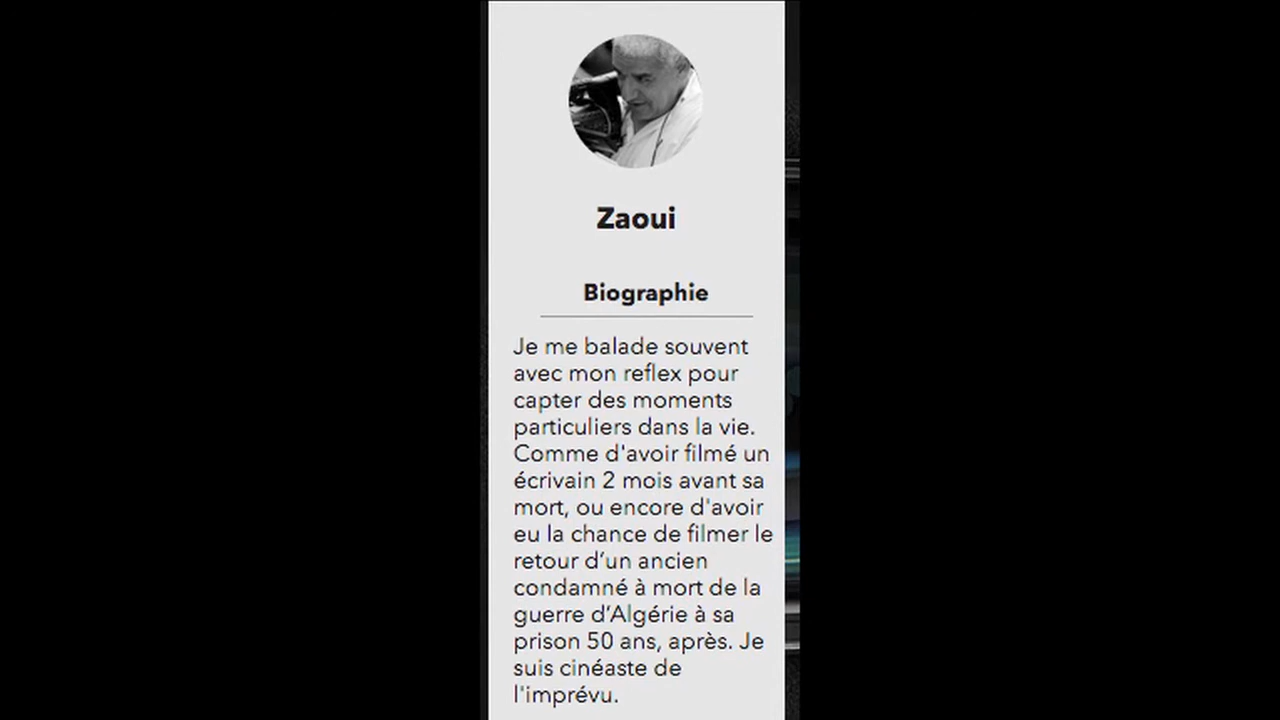 Zaoui
Biographie
Je me balade souvent
avec mon reflex pour
capter des moments
particuliers dans la vie.
Comme d'avoir filmé un
écrivain 2 mois avant sa
mort, ou encore d'avoir
eu la chance de filmer le
retour d’un ancien
condamné à mort de la
guerre d’Algérie à sa
prison 50 ans, après. Je
suis cinéaste de
l'imprévu.